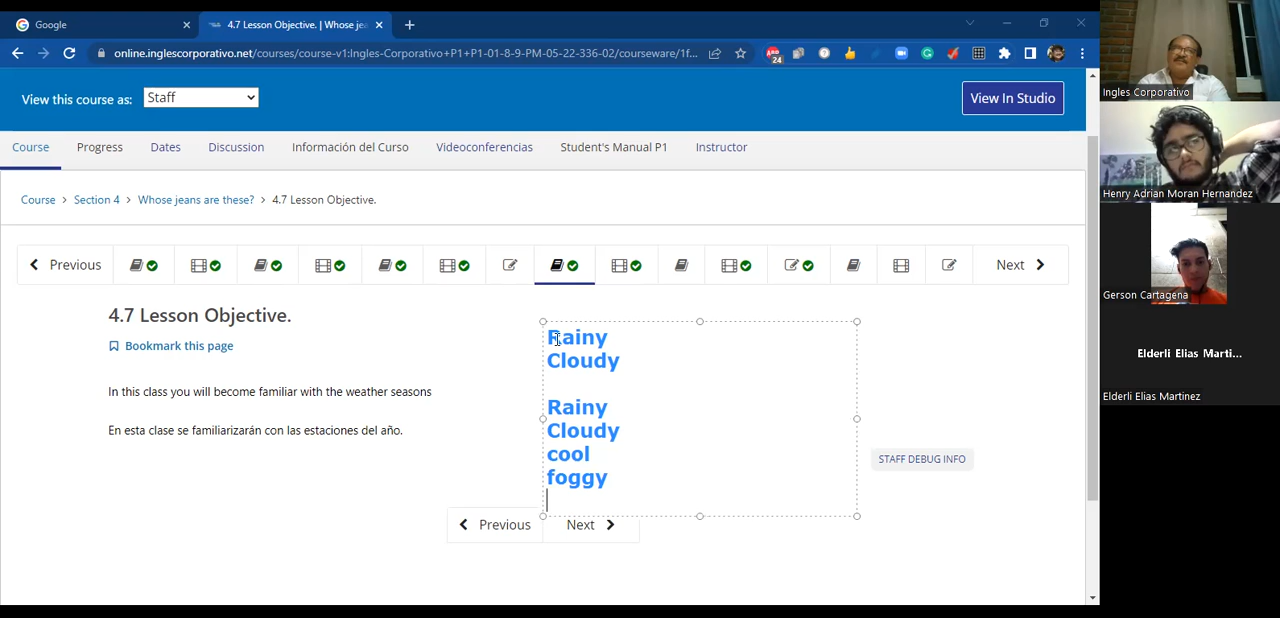 Google
4.7 Lesson Objective. | Whose jea
online.inglescorporativo.net/courses/course-v1:Ingles-Corporativo+P1+P1-01-8-9-PM-05-22-336-02/courseware/1f...
24
View this course as:
Staff
View In Studio
Course
Progress
Dates
Discussion
Información del Curso
Videoconferencias
Student's Manual P1
Instructor
Course > Section 4 > Whose jeans are these? > 4.7 Lesson Objective.
Previous
Next
4.7 Lesson Objective.
Bookmark this page
In this class you will become familiar with the weather seasons
En esta clase se familiarizarán con las estaciones del año.
Rainy
Cloudy
Rainy
Cloudy
cool
foggy
STAFF DEBUG INFO
Previous
Next
Ingles Corporativo
Henry Adrian Moran Hernandez
Gerson Cartagena
Elderli Elias Marti...
Elderli Elias Martinez